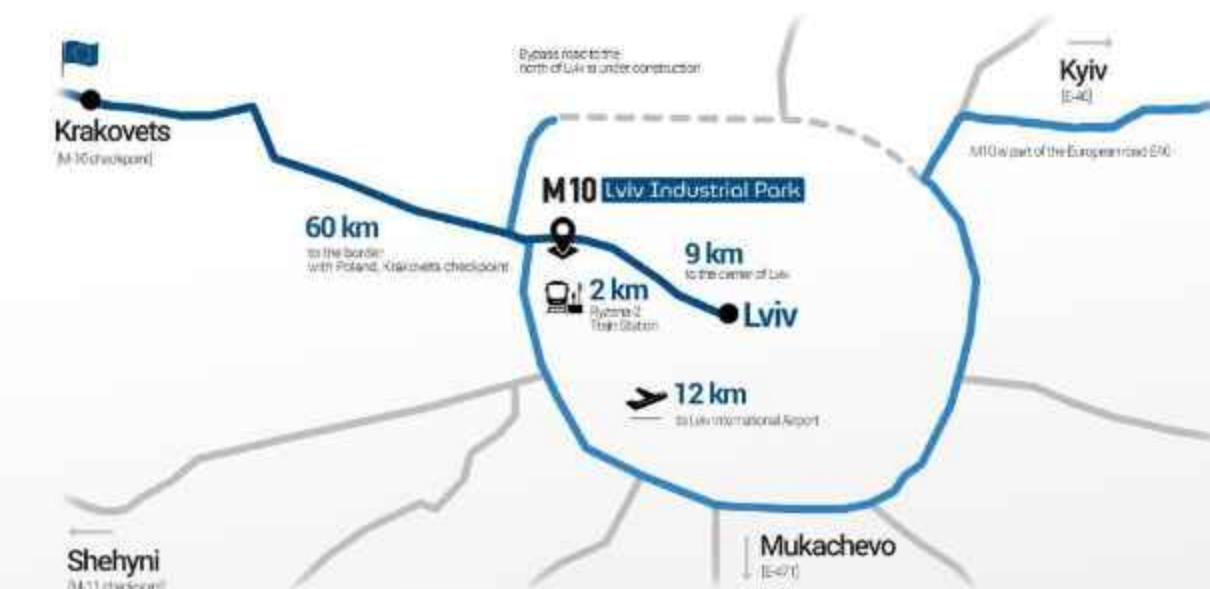 Bypass road to the
north of Lviv is under construction
Kyiv
[E-40]
Krakovets
[M-10 checkpoint]
M10 is part of the European road E40
M10 Lviv Industrial Park
60 km
to the border
with Poland, Krakovets checkpoint
9 km
to the center of Lviv
2 km
Train Station
Lviv
12 km
to Lviv International Airport
Shehyni
[M-11 checkpoint]
Mukachevo
[E-471]